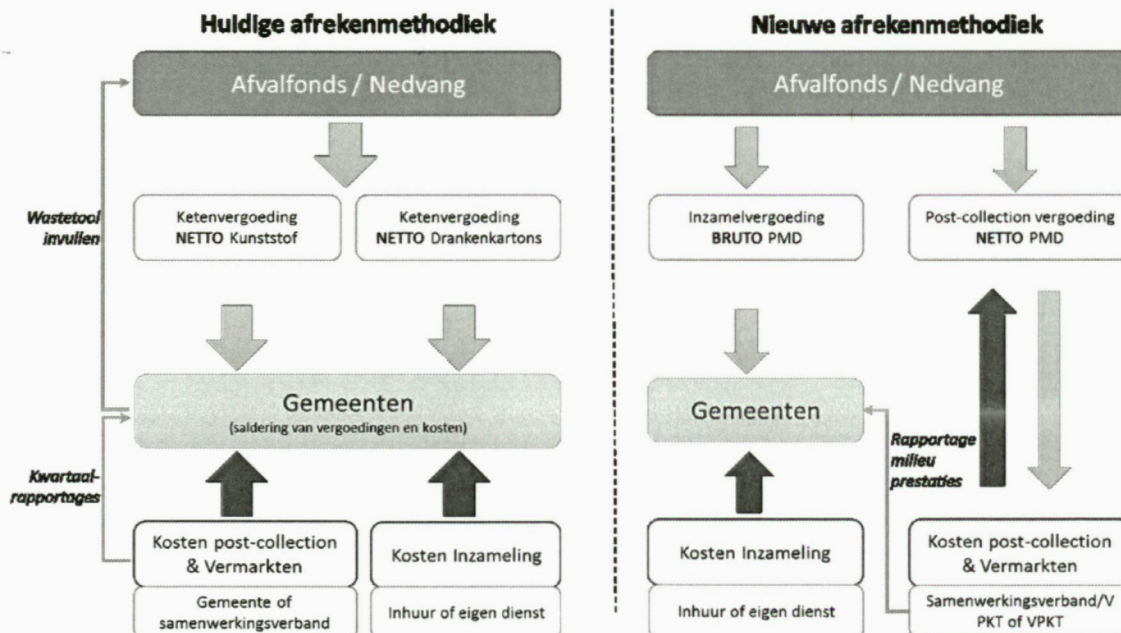 Huidige afrekenmethodiek
Afvalfonds / Nedvang
Ketenvergoeding
NETTO Kunststof
Ketenvergoeding
NETTO Drankenkartons
Wastetool
invullen
Gemeenten
(saldering van vergoedingen en kosten)
Kwartaal-
rapportages
Kosten post-collection
& Vermarkten
Gemeente of
samenwerkingsverband
Kosten Inzameling
Inhuur of eigen dienst
Nieuwe afrekenmethodiek
Afvalfonds / Nedvang
Inzamelvergoeding
BRUTO PMD
Post-collection vergoeding
NETTO PMD
Gemeenten
Rapportage
milieu
prestaties
Kosten Inzameling
Inhuur of eigen dienst
Kosten post-collection
& Vermarkten
Samenwerkingsverband/V
PKT of VPKT